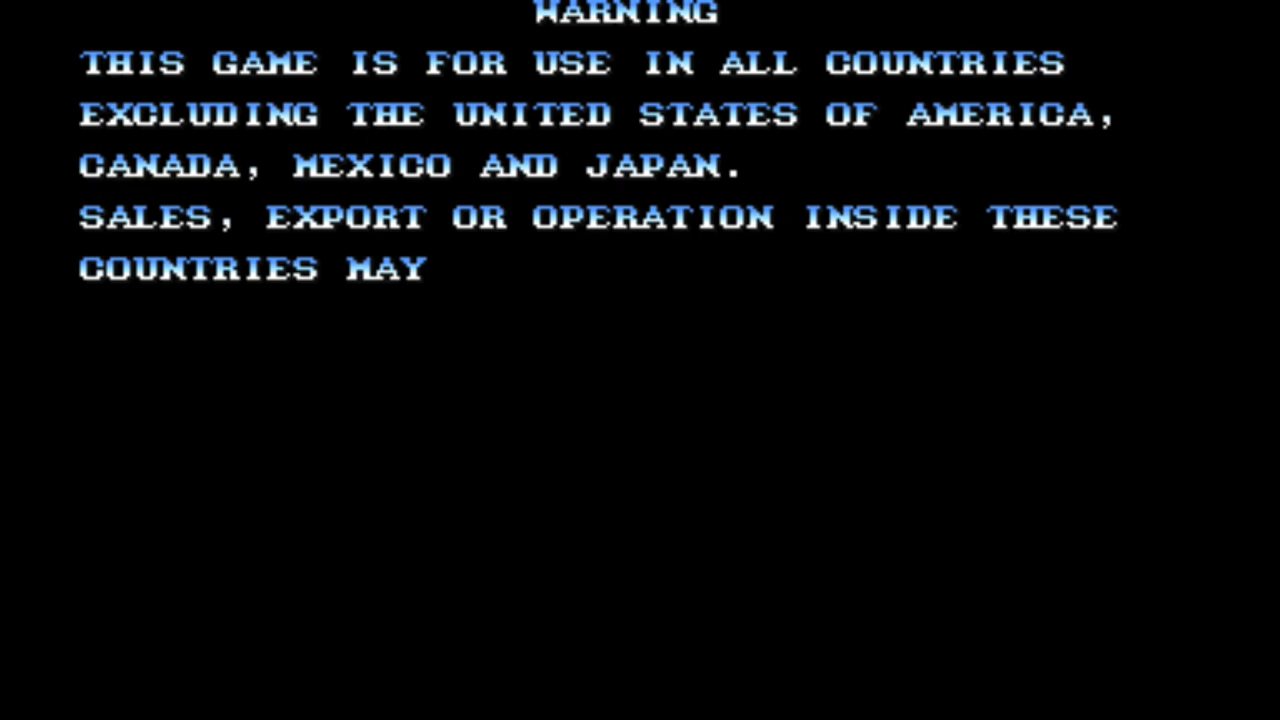 WARNING
THIS GAME IS FOR USE IN ALL COUNTRIES
EXCLUDING THE UNITED STATES OF AMERICA,
CANADA, MEXICO AND JAPAN.
SALES, EXPORT OR OPERATION INSIDE THESE
COUNTRIES MAY